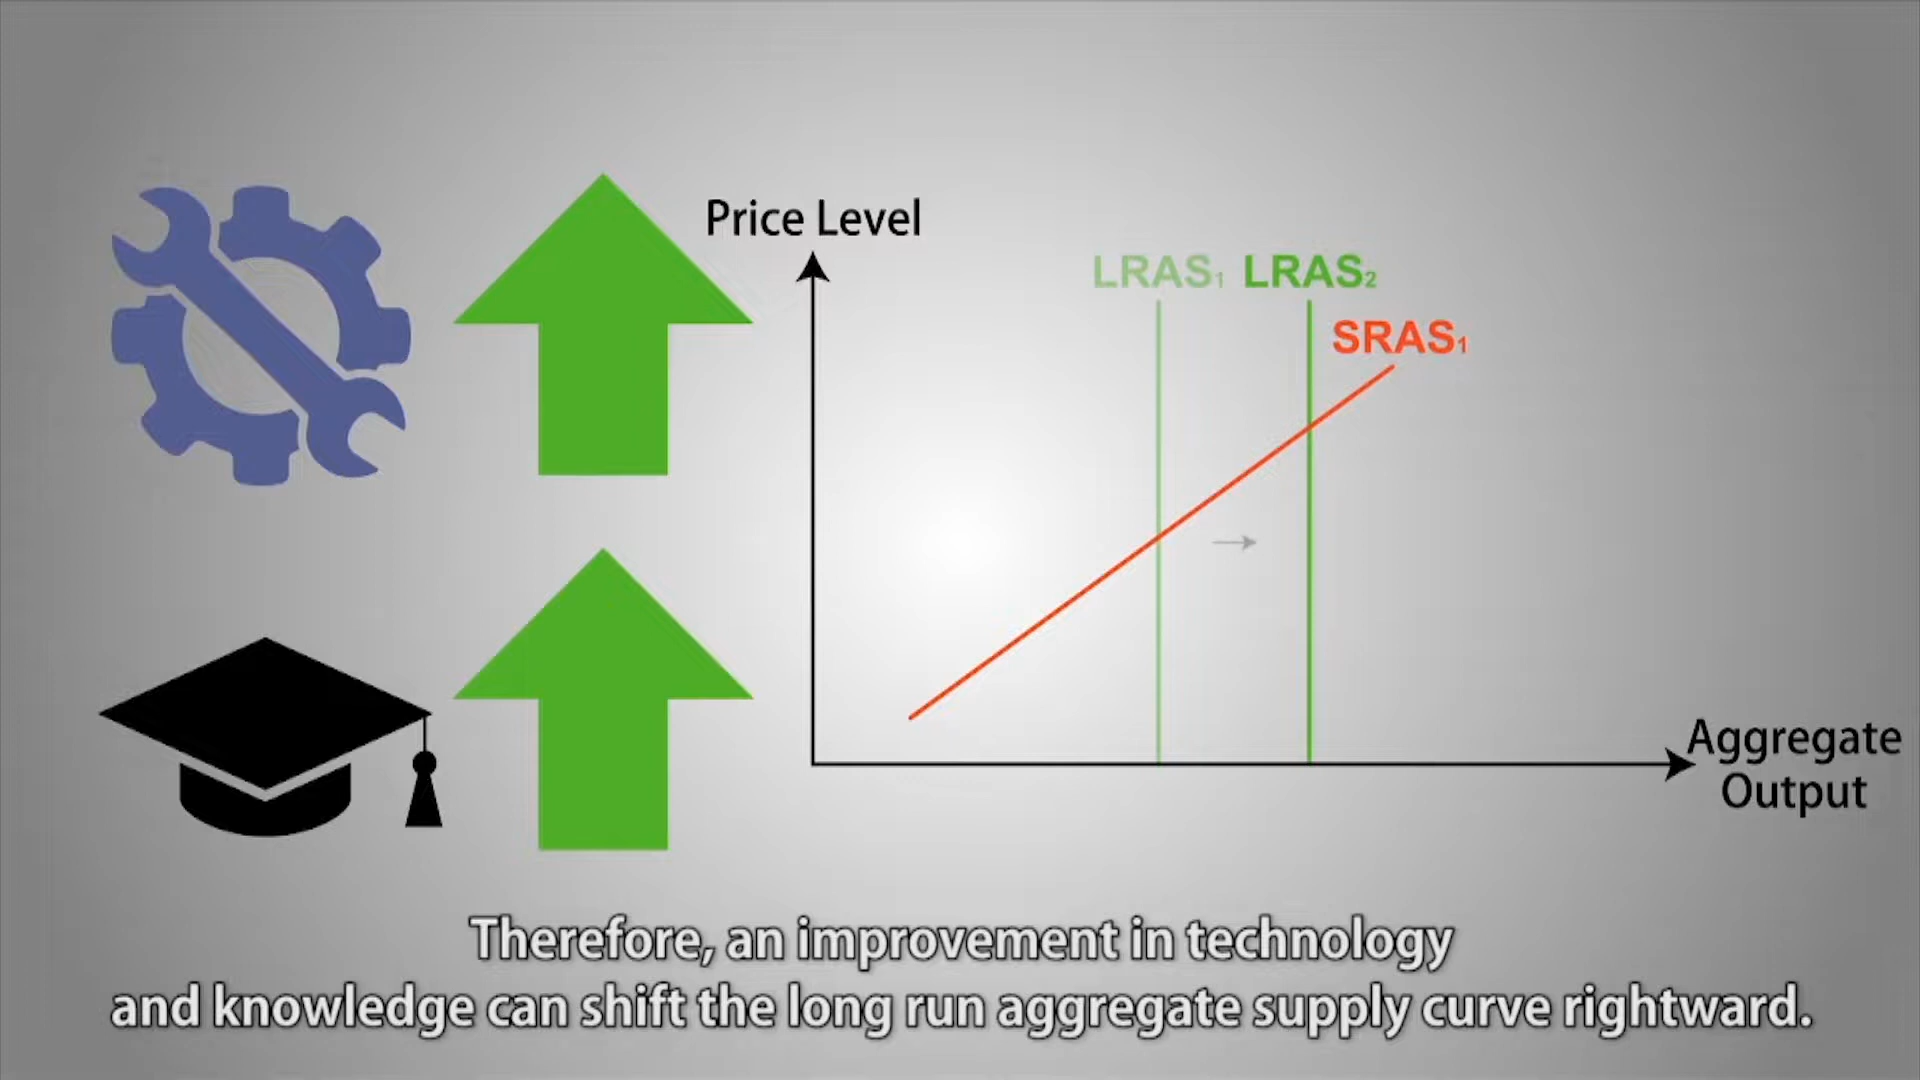 Price Level
LRAS₁ LRAS₂
SRAS₁
Aggregate
Output
Therefore, an improvement in technology
and knowledge can shift the long run aggregate supply curve rightward.